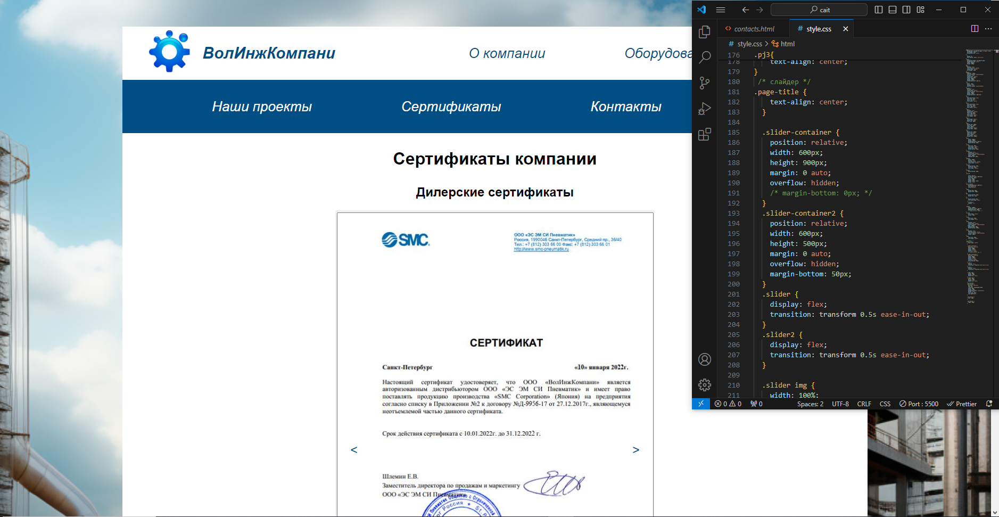 ВолИнжКомпани
О компании
Оборудова
Наши проекты
Сертификаты
Контакты
Сертификаты компании
Дилерские сертификаты
SMC.
ООО «ЭС ЭМ СИ Пневматик»
Россия, 1990046 Санкт-Петербург, Средний пр., 36/40
Тел.: +7 (812) 303 66 00 Факс: +7 (812) 303 66 01
http://www.smc-pneumatik.ru
СЕРТИФИКАТ
Санкт-Петербург
«10» января 2022г.
Настоящий сертификат удостоверяет, что ООО «ВолИнжКомпани» является
авторизованным дистрибьютором ООО «ЭС ЭМ СИ Пневматик» и имеет право
поставлять продукцию производства «SMC Corporation» (Япония) на предприятия
согласно списку в Приложении №2 к договору №Д-9956-17 от 27.12.2017г., являющемуся
неотъемлемой частью данного сертификата.
Срок действия сертификата с 10.01.2022г. до 31.12.2022 г.
<
>
Шлемин Е.В.
Заместитель директора по продажам и маркетингу
ООО «ЭС ЭМ СИ Пневматик»
cait
contacts.html
# style.css
# style.css > html
176 .pj3{
178 text-align: center;
179 }
180 /* слайдер */
181 .page-title {
182 text-align: center;
183 }
184
185 .slider-container {
186 position: relative;
187 width: 600px;
188 height: 900px;
189 margin: 0 auto;
190 overflow: hidden;
191 /* margin-bottom: 0px; */
192 }
193 .slider-container2 {
194 position: relative;
195 width: 600px;
196 height: 500px;
197 margin: 0 auto;
198 overflow: hidden;
199 margin-bottom: 50px;
200 }
201 .slider {
202 display: flex;
203 transition: transform 0.5s ease-in-out;
204 }
205 .slider2 {
206 display: flex;
207 transition: transform 0.5s ease-in-out;
208 }
209
210 .slider img {
211 width: 100%;
0 0 0 Spaces: 2 UTF-8 CRLF CSS Port : 5500 Prettier